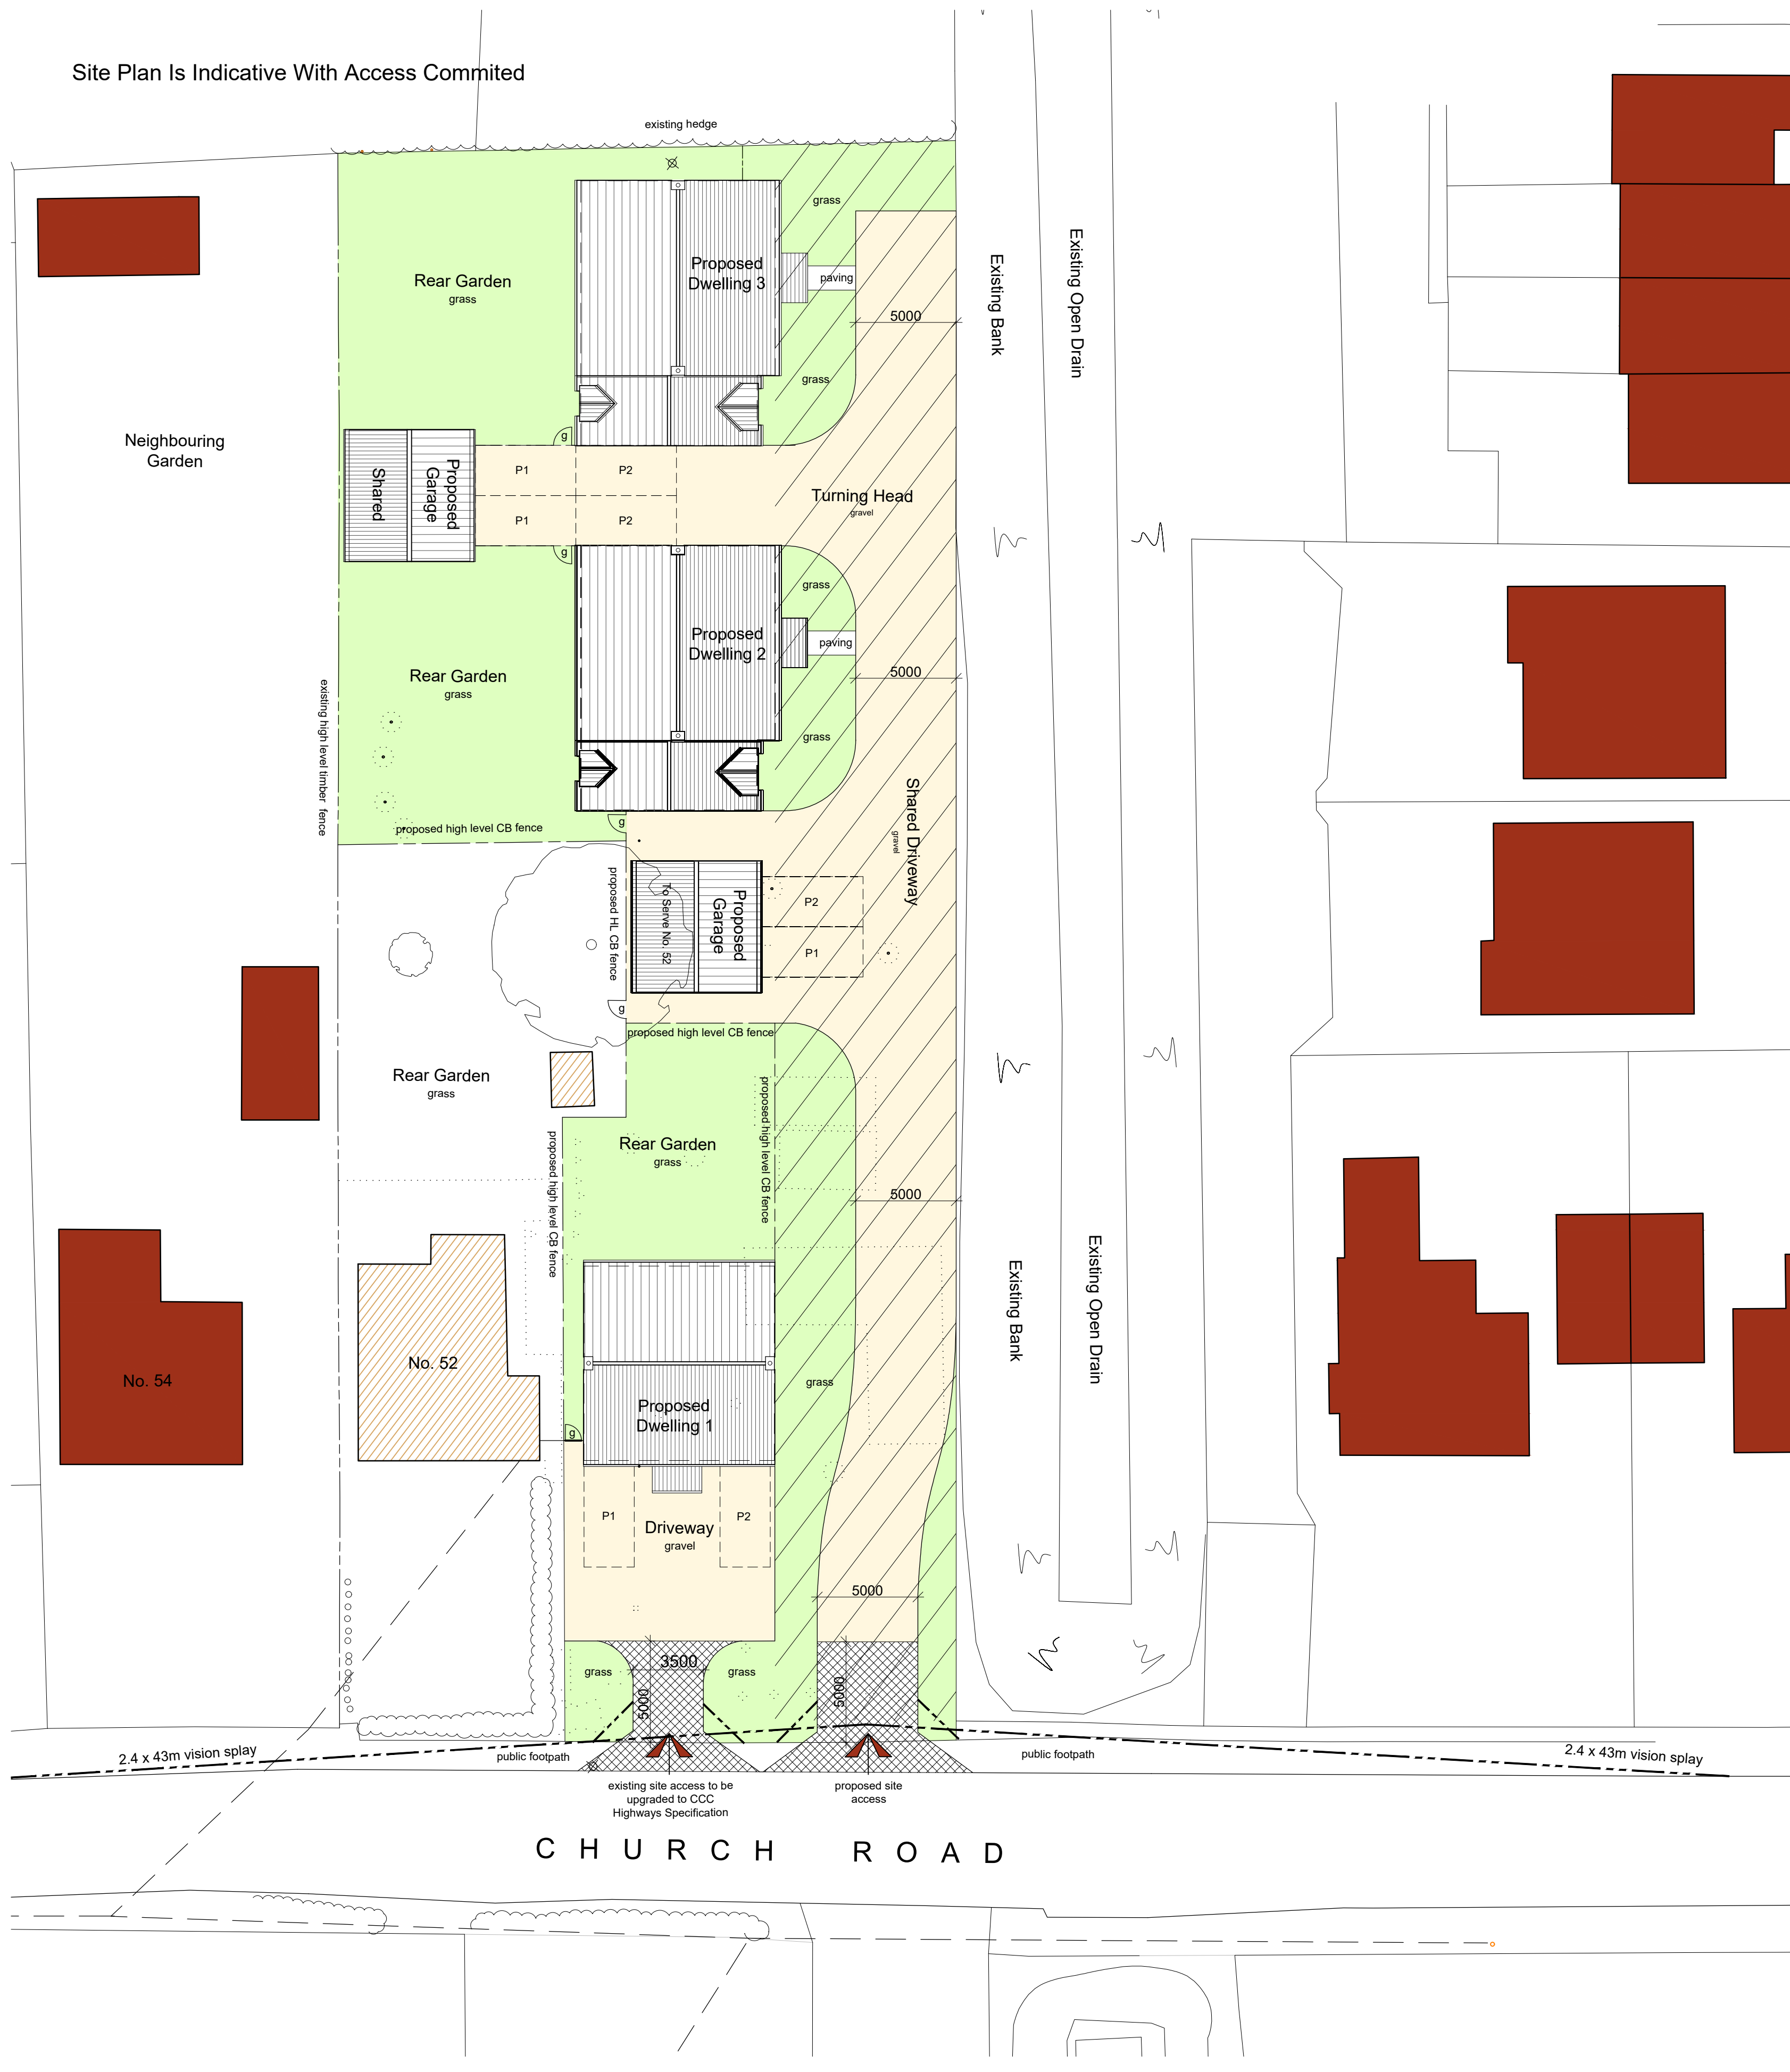 Site Plan Is Indicative With Access Commited
existing hedge
grass
Proposed
Dwelling 3
paving
Rear Garden
grass
5000
Existing Bank
Existing Open Drain
grass
Neighbouring
Garden
g
Shared
Proposed
Garage
P1
P2
P1
P2
Turning Head
gravel
g
grass
Proposed
Dwelling 2
paving
Rear Garden
grass
5000
existing high level timber fence
grass
Shared Driveway
gravel
proposed high level CB fence
g
proposed HL CB fence
To Serve No. 52
Proposed
Garage
P2
P1
g
proposed high level CB fence
Rear Garden
grass
proposed high level CB fence
Rear Garden
grass
proposed high level CB fence
5000
Existing Bank
Existing Open Drain
No. 54
No. 52
grass
Proposed
Dwelling 1
g
P1
P2
Driveway
gravel
5000
grass
3500
grass
5000
5000
2.4 x 43m vision splay
public footpath
public footpath
2.4 x 43m vision splay
existing site access to be
upgraded to CCC
Highways Specification
proposed site
access
CHURCH ROAD